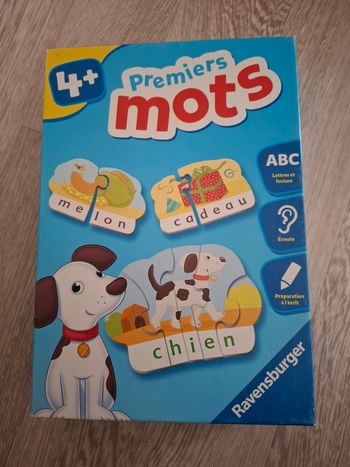 4+
Premiers
mots
melon
cadeau
chien
ABC
Lettres et
lecture
Écoute
Préparation
à l'écrit
Ravensburger